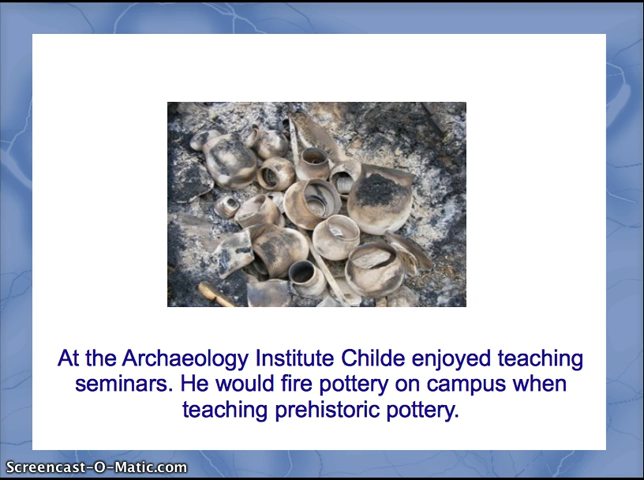 At the Archaeology Institute Childe enjoyed teaching
seminars. He would fire pottery on campus when
teaching prehistoric pottery.
Screencast-O-Matic.com